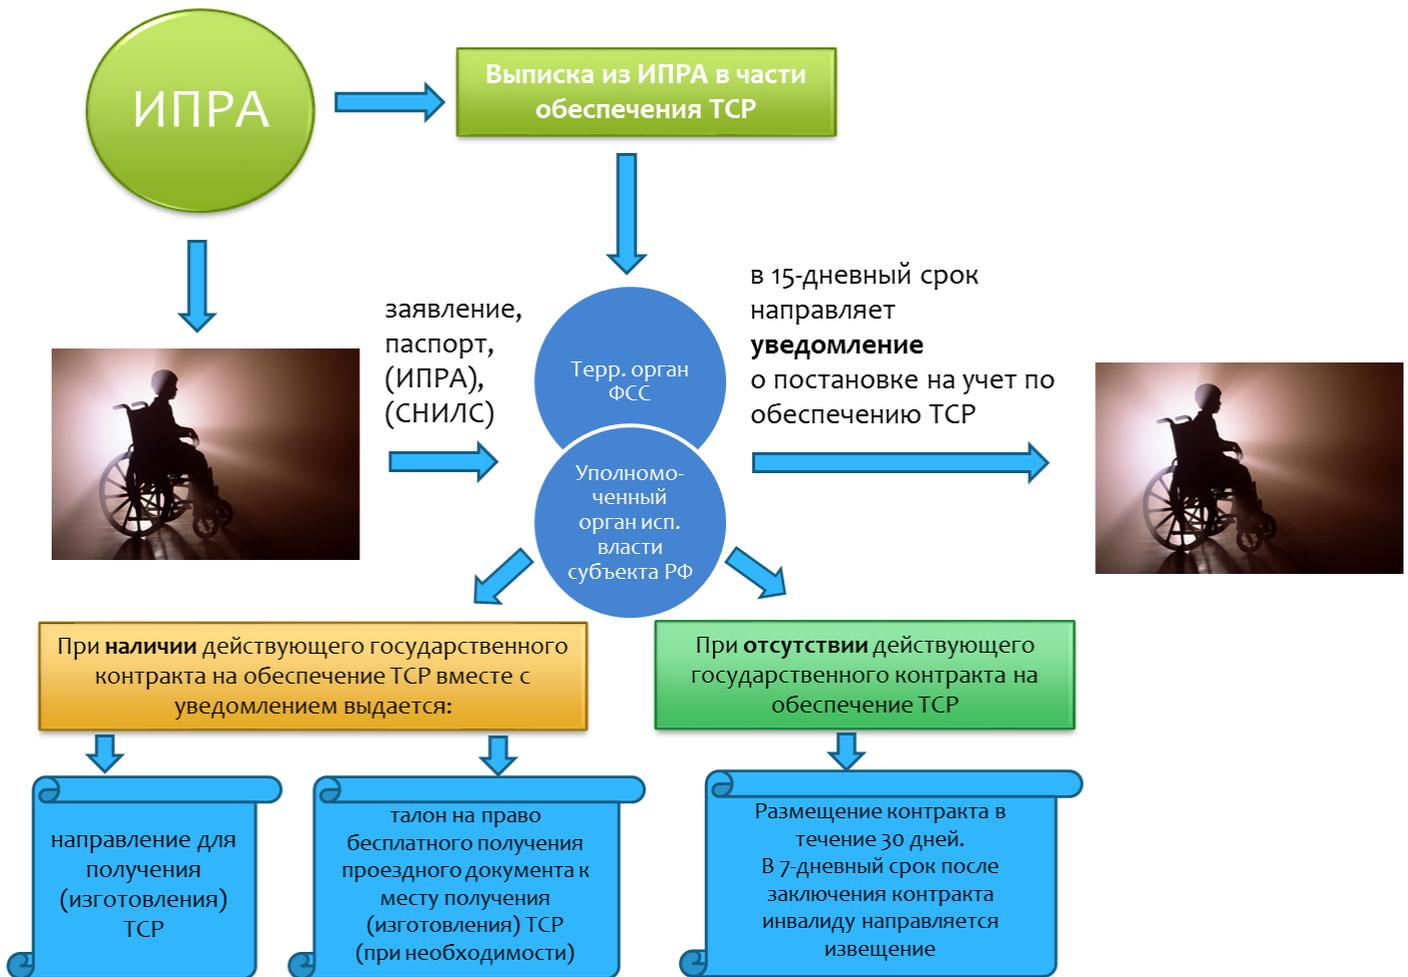 ИПРА
Выписка из ИПРА в части
обеспечения ТСР
заявление,
паспорт,
(ИПРА),
(СНИЛС)
Терр. орган
ФСС
Уполномо-
ченный
орган исп.
власти
субъекта РФ
в 15-дневный срок
направляет
уведомление
о постановке на учет по
обеспечению ТСР
При наличии действующего государственного
контракта на обеспечение ТСР вместе с
уведомлением выдается:
При отсутствии действующего
государственного контракта на
обеспечение ТСР
направление для
получения
(изготовления)
ТСР
талон на право
бесплатного получения
проездного документа к
месту получения
(изготовления) ТСР
(при необходимости)
Размещение контракта в
течение 30 дней.
В 7-дневный срок после
заключения контракта
инвалиду направляется
извещение